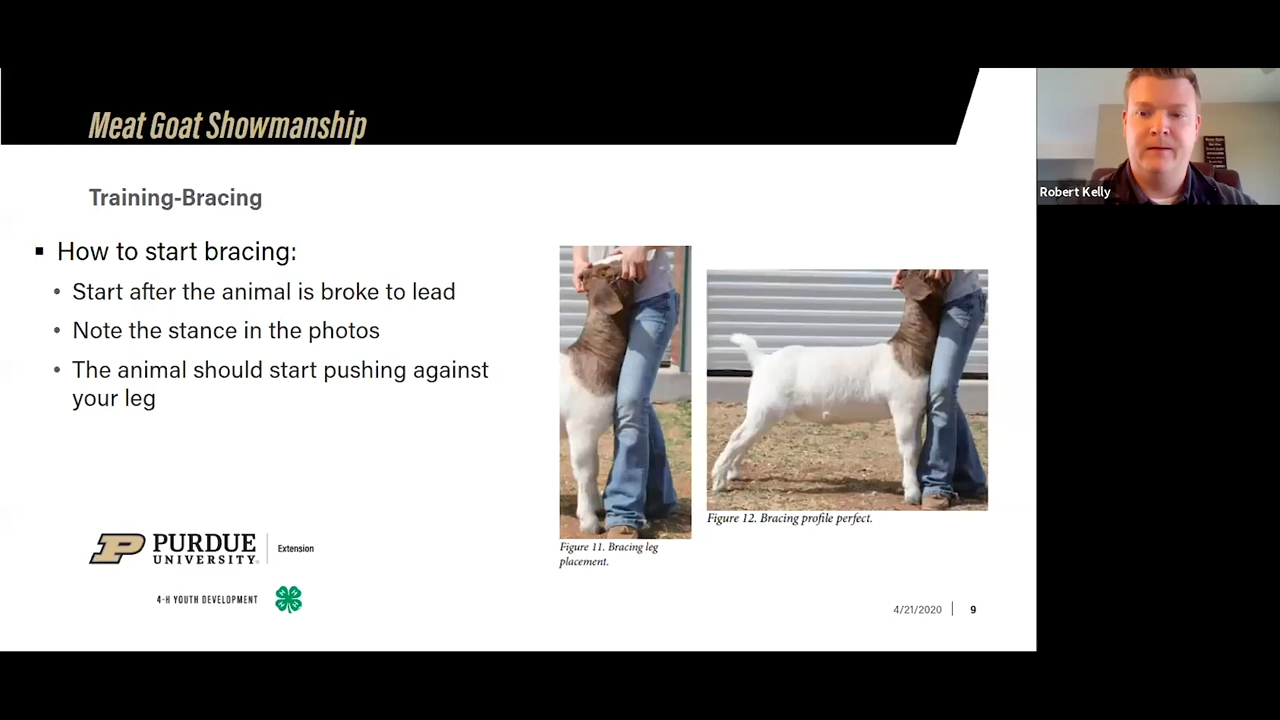 Meat Goat Showmanship
Training-Bracing
How to start bracing:
Start after the animal is broke to lead
Note the stance in the photos
The animal should start pushing against
your leg
Figure 11. Bracing leg
placement.
Figure 12. Bracing profile perfect.
PURDUE
UNIVERSITY
Extension
4-H YOUTH DEVELOPMENT
4/21/2020
9
Robert Kelly